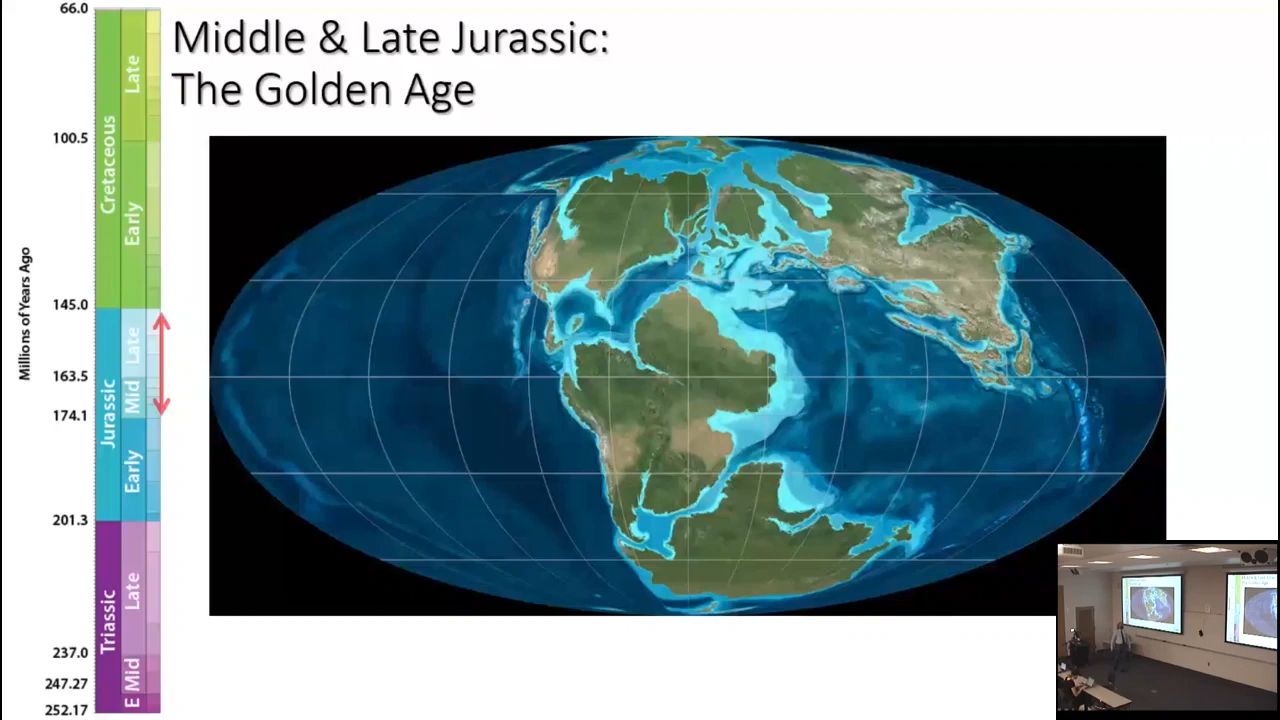 Middle & Late Jurassic:
The Golden Age
Millions of Years Ago
66.0
100.5
145.0
163.5
174.1
201.3
237.0
247.27
252.17
Cretaceous
Late
Early
Jurassic
Late
Mid
Early
Triassic
Late
Mid
E